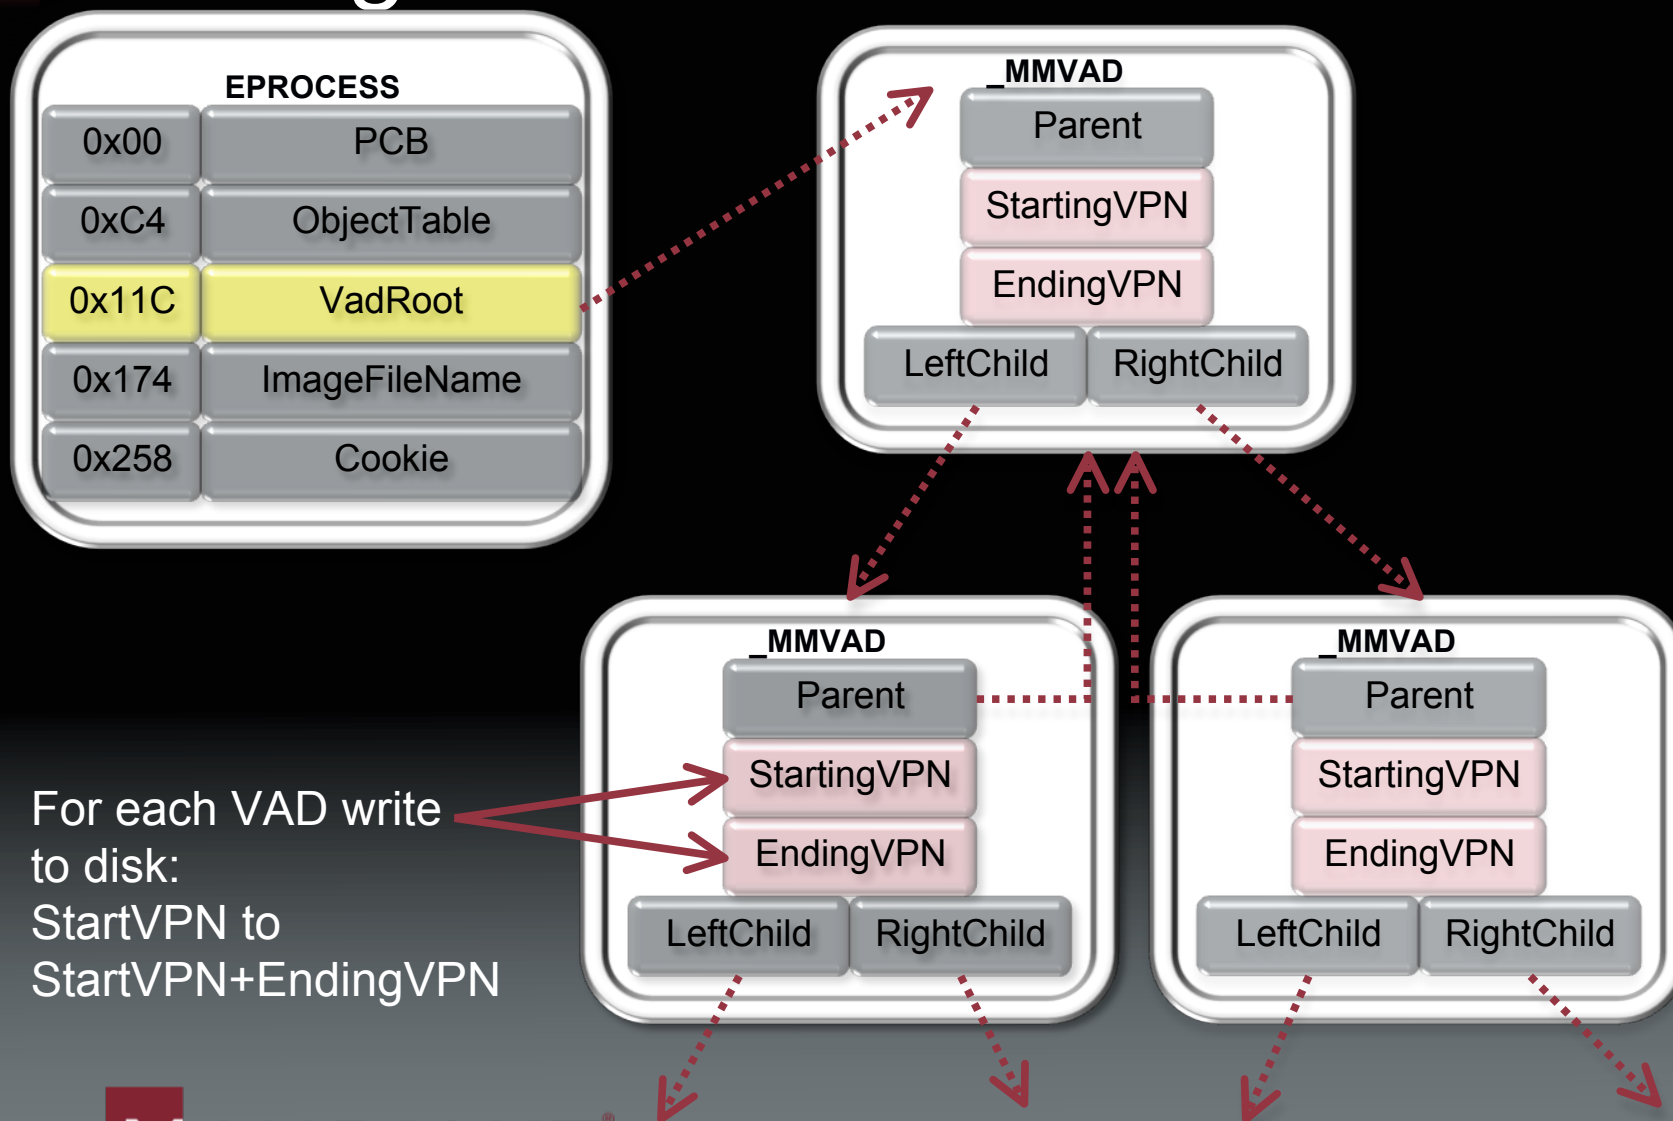 EPROCESS
0x00 PCB
0xC4 ObjectTable
0x11C VadRoot
0x174 ImageFileName
0x258 Cookie
_MMVAD
Parent
StartingVPN
EndingVPN
LeftChild RightChild
_MMVAD
Parent
StartingVPN
EndingVPN
LeftChild RightChild
_MMVAD
Parent
StartingVPN
EndingVPN
LeftChild RightChild
For each VAD write
to disk:
StartVPN to
StartVPN+EndingVPN
®